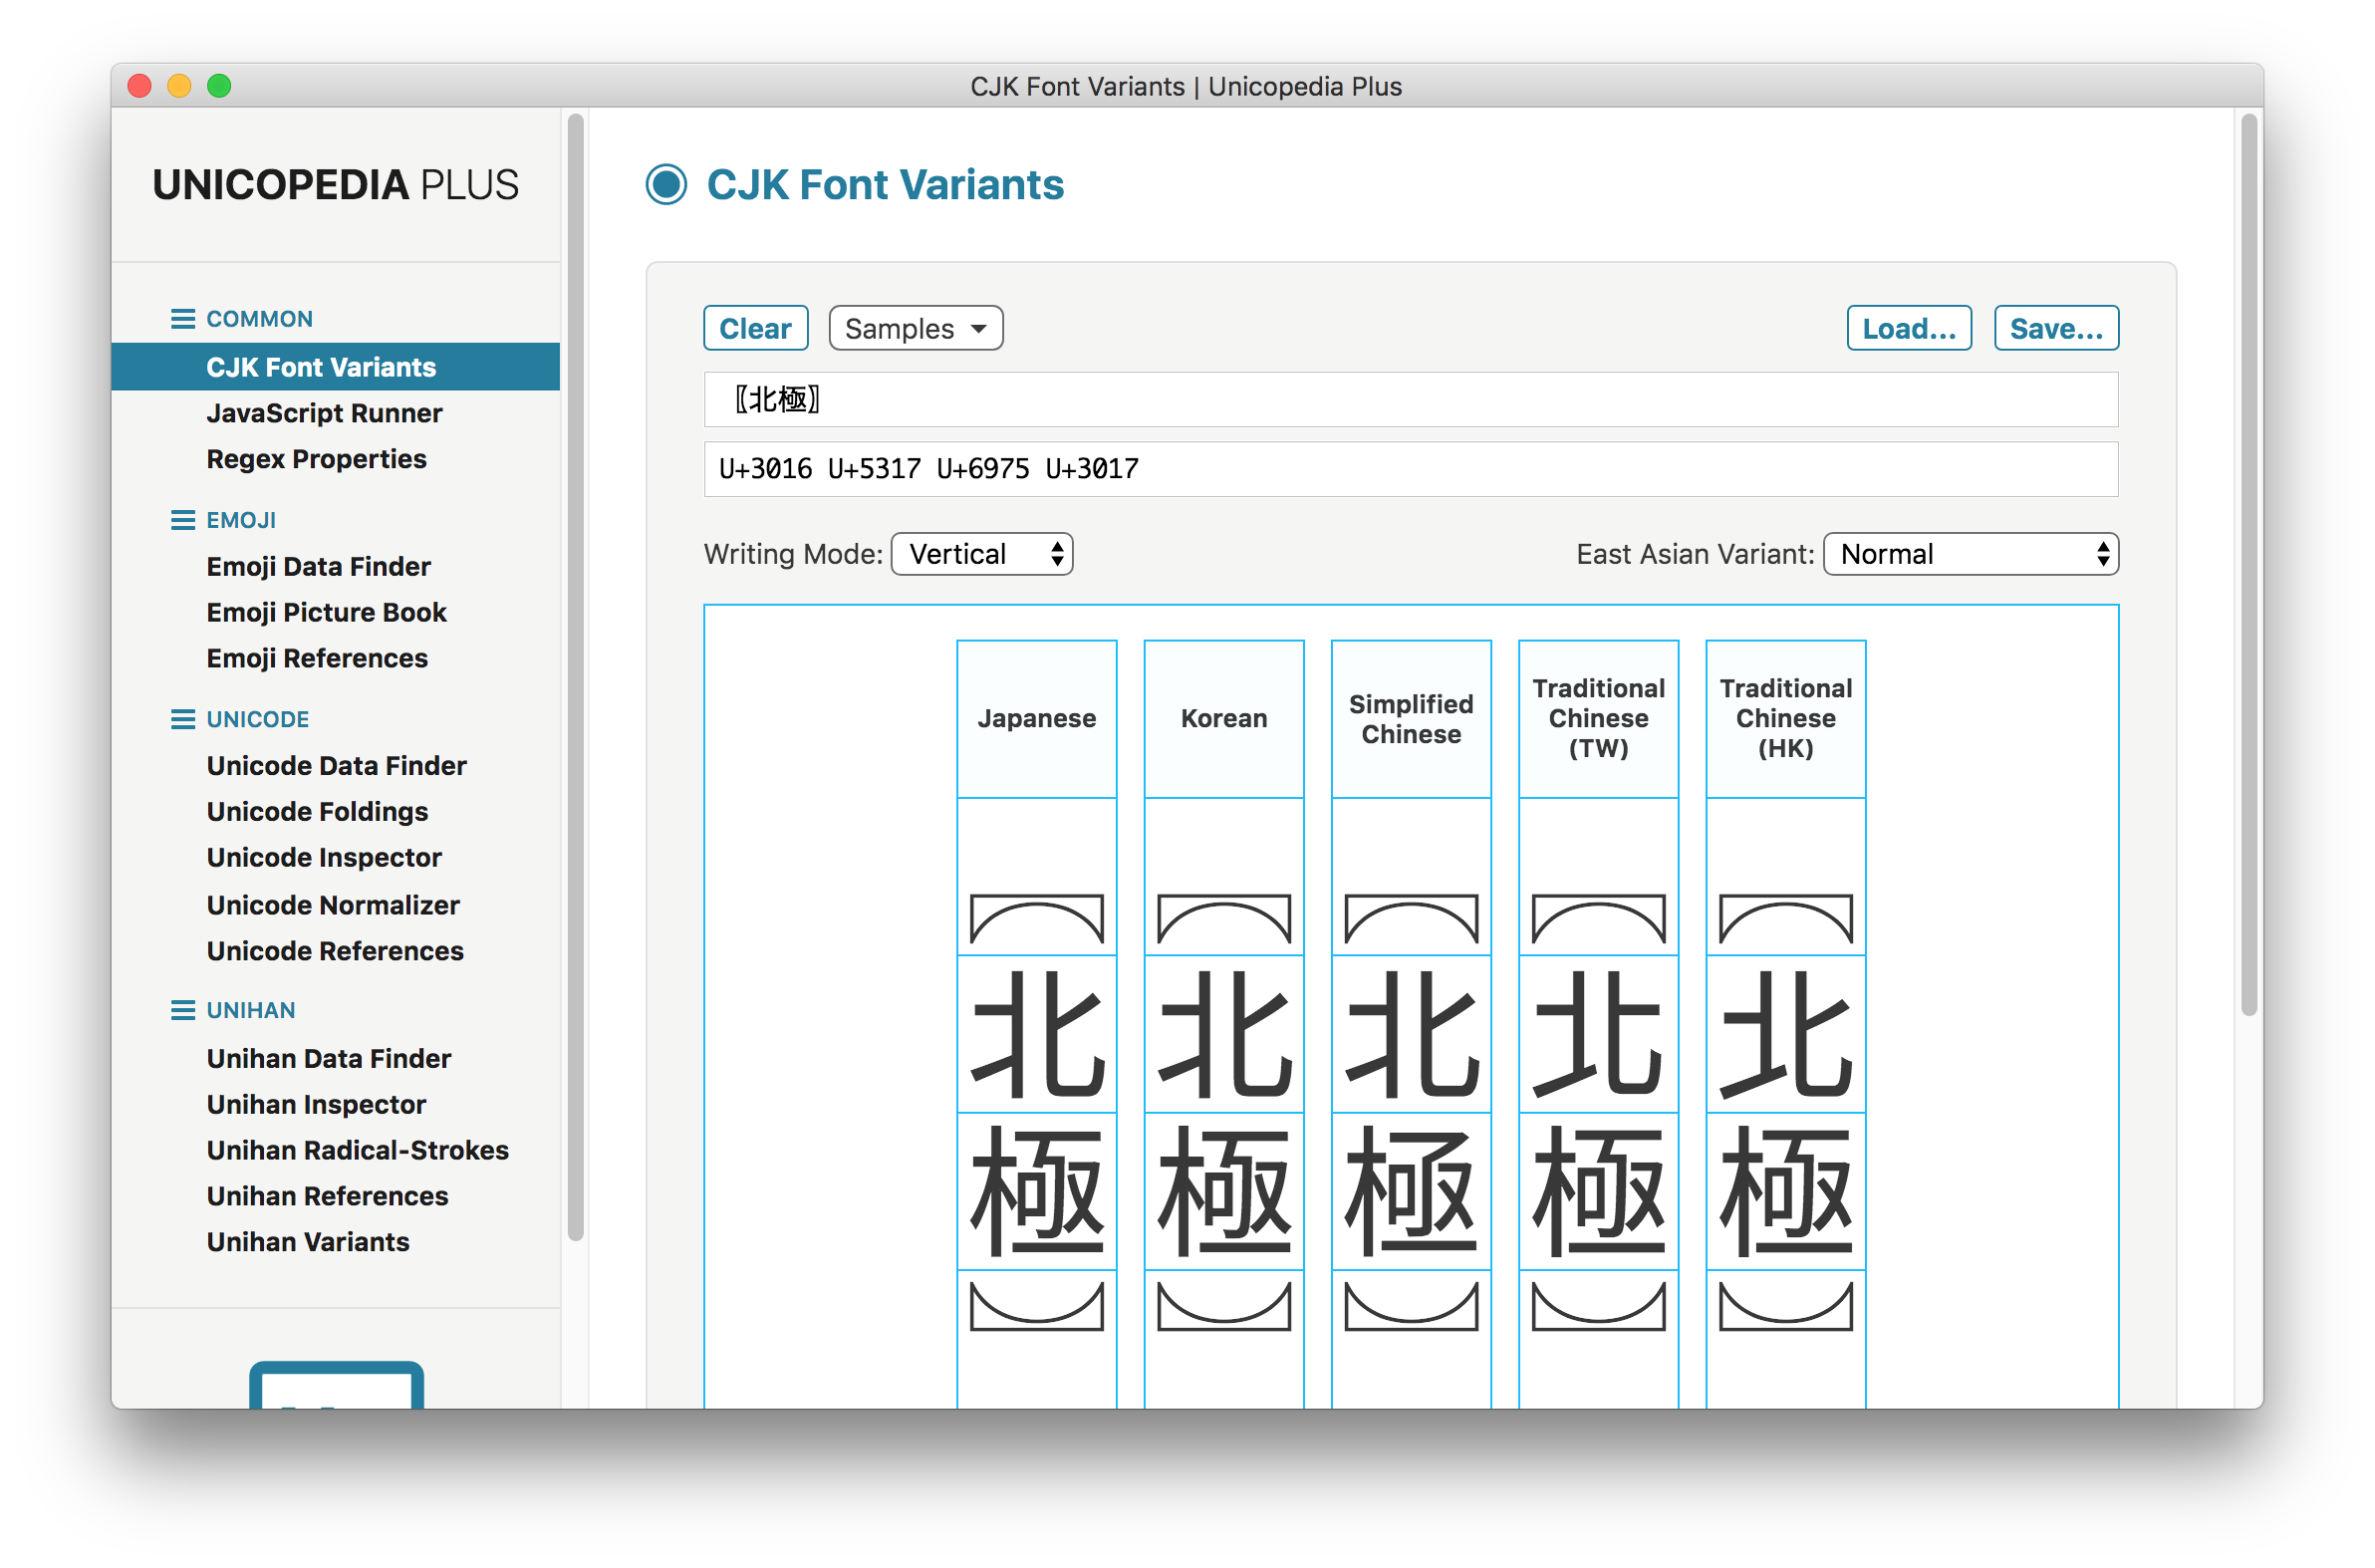 CJK Font Variants | Unicopedia Plus
UNICOPEDIA PLUS
COMMON
CJK Font Variants
JavaScript Runner
Regex Properties
EMOJI
Emoji Data Finder
Emoji Picture Book
Emoji References
UNICODE
Unicode Data Finder
Unicode Foldings
Unicode Inspector
Unicode Normalizer
Unicode References
UNIHAN
Unihan Data Finder
Unihan Inspector
Unihan Radical-Strokes
Unihan References
Unihan Variants
CJK Font Variants
Clear Samples Load... Save...
〖北極〗
U+3016 U+5317 U+6975 U+3017
Writing Mode: Vertical East Asian Variant: Normal
Japanese
Korean
Simplified
Chinese
Traditional
Chinese
(TW)
Traditional
Chinese
(HK)
〖北極〗
〖北極〗
〖北極〗
〖北極〗
〖北極〗